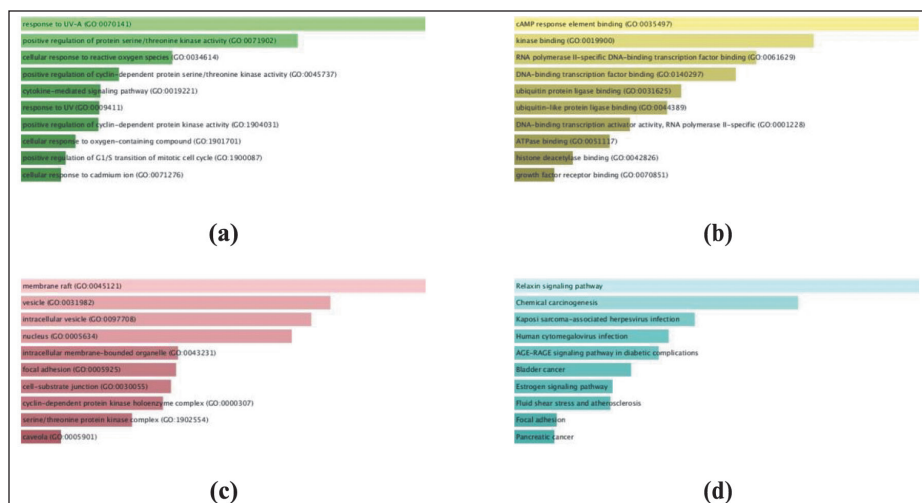 response to UV-A (GO:0070141)
positive regulation of protein serine/threonine kinase activity (GO:0071902)
cellular response to reactive oxygen species (GO:0034614)
positive regulation of cyclin-dependent protein serine/threonine kinase activity (GO:0045737)
cytokine-mediated signaling pathway (GO:0019221)
response to UV (GO:0009411)
positive regulation of cyclin-dependent protein kinase activity (GO:1904031)
cellular response to oxygen-containing compound (GO:1901701)
positive regulation of G1/S transition of mitotic cell cycle (GO:1900087)
cellular response to cadmium ion (GO:0071276)
(a)
cAMP response element binding (GO:0035497)
kinase binding (GO:0019900)
RNA polymerase II-specific DNA-binding transcription factor binding (GO:0061629)
DNA-binding transcription factor binding (GO:0140297)
ubiquitin protein ligase binding (GO:0031625)
ubiquitin-like protein ligase binding (GO:0044389)
DNA-binding transcription activator activity, RNA polymerase II-specific (GO:0001228)
ATPase binding (GO:0051117)
histone deacetylase binding (GO:0042826)
growth factor receptor binding (GO:0070851)
(b)
membrane raft (GO:0045121)
vesicle (GO:0031982)
intracellular vesicle (GO:0097708)
nucleus (GO:0005634)
intracellular membrane-bounded organelle (GO:0043231)
focal adhesion (GO:0005925)
cell-substrate junction (GO:0030055)
cyclin-dependent protein kinase holoenzyme complex (GO:0000307)
serine/threonine protein kinase complex (GO:1902554)
caveola (GO:0005901)
(c)
Relaxin signaling pathway
Chemical carcinogenesis
Kaposi sarcoma-associated herpesvirus infection
Human cytomegalovirus infection
AGE-RAGE signaling pathway in diabetic complications
Bladder cancer
Estrogen signaling pathway
Fluid shear stress and atherosclerosis
Focal adhesion
Pancreatic cancer
(d)